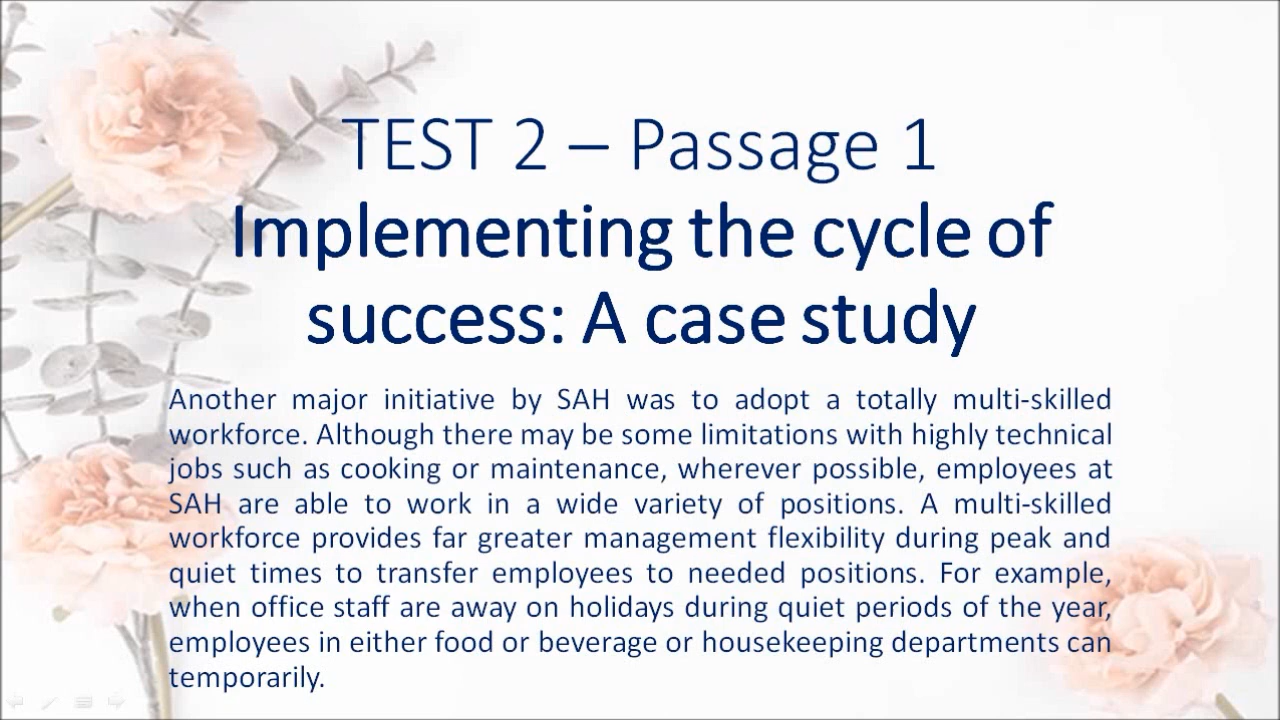 TEST 2 – Passage 1
Implementing the cycle of
success: A case study
Another major initiative by SAH was to adopt a totally multi-skilled
workforce. Although there may be some limitations with highly technical
jobs such as cooking or maintenance, wherever possible, employees at
SAH are able to work in a wide variety of positions. A multi-skilled
workforce provides far greater management flexibility during peak and
quiet times to transfer employees to needed positions. For example,
when office staff are away on holidays during quiet periods of the year,
employees in either food or beverage or housekeeping departments can
temporarily.